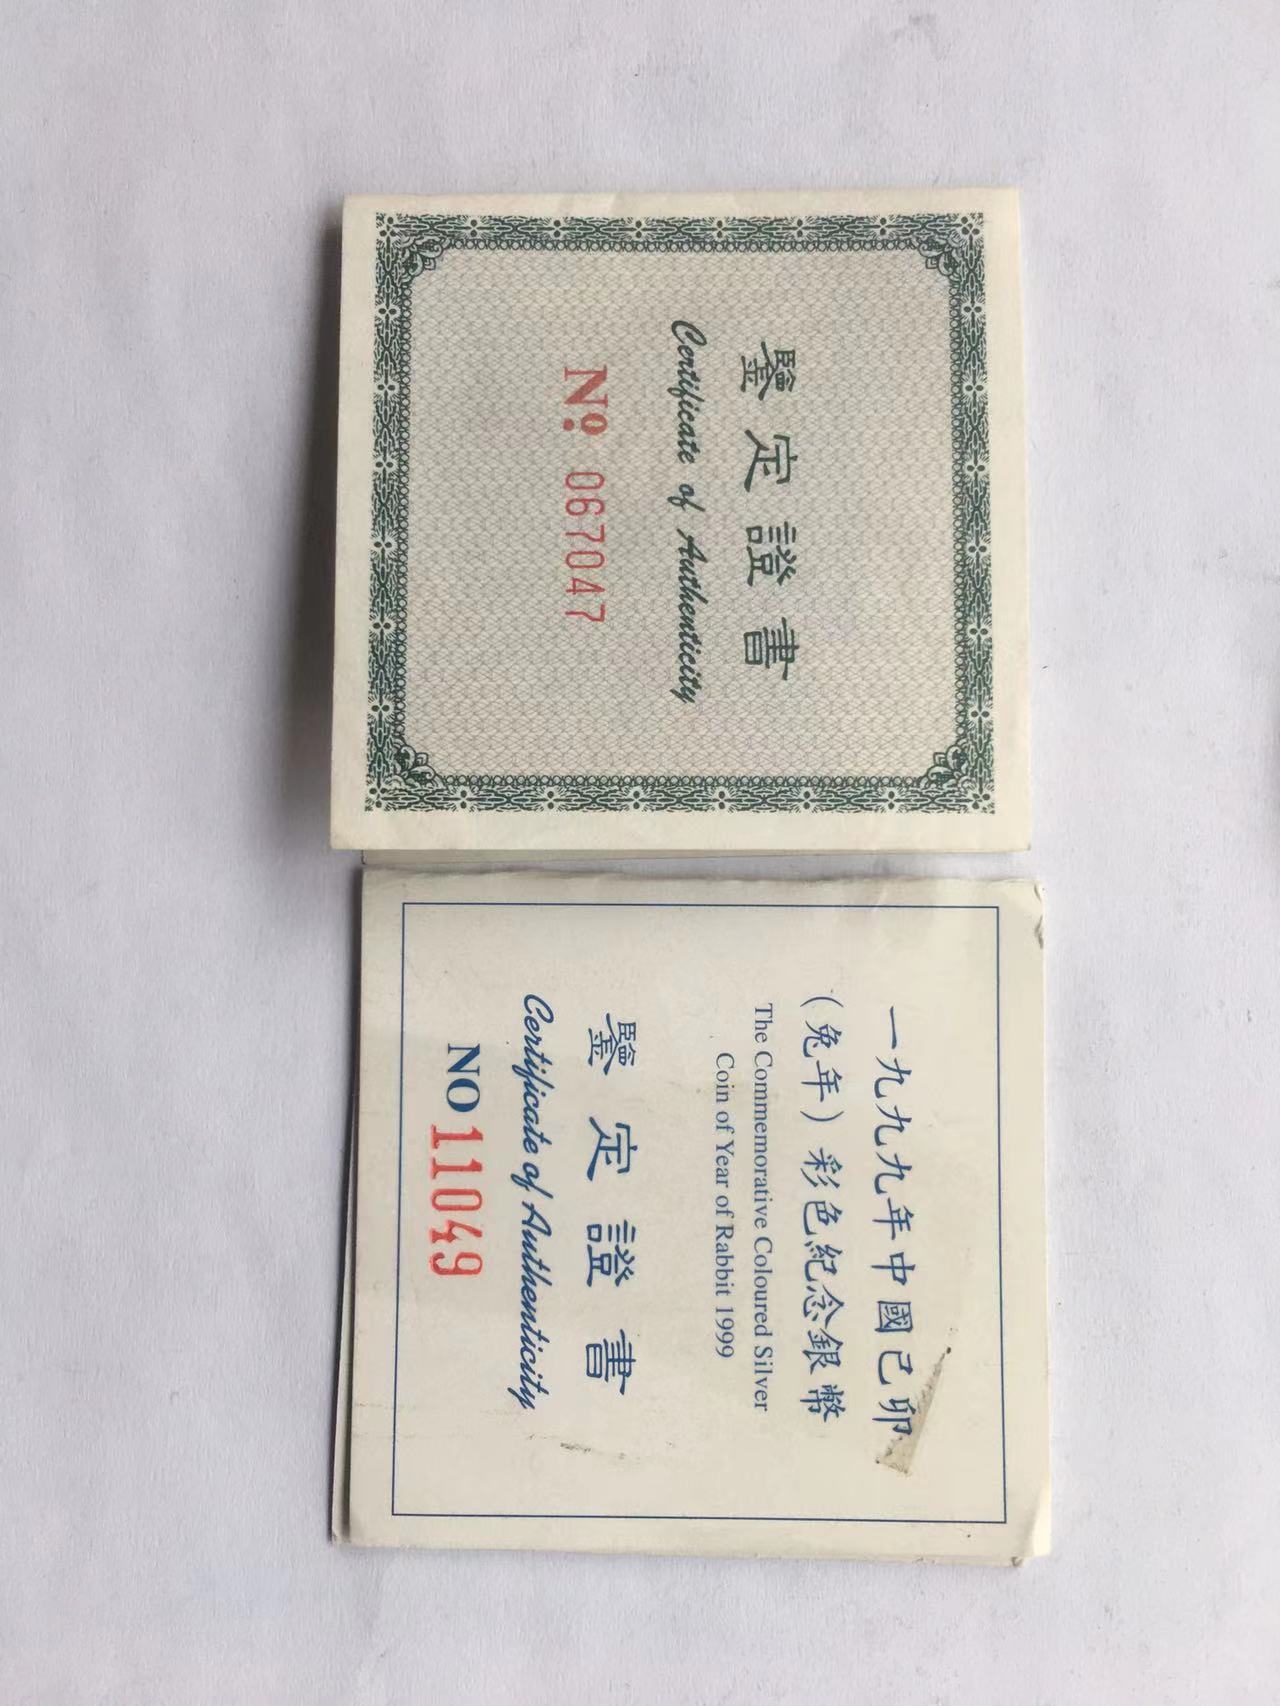 鑒定證書
Certificate of Authenticity
№ 067047
一九九九年中國己卯
（兔年）彩色紀念銀幣
The Commemorative Coloured Silver
Coin of Year of Rabbit 1999
鑒定證書
Certificate of Authenticity
NO 11049